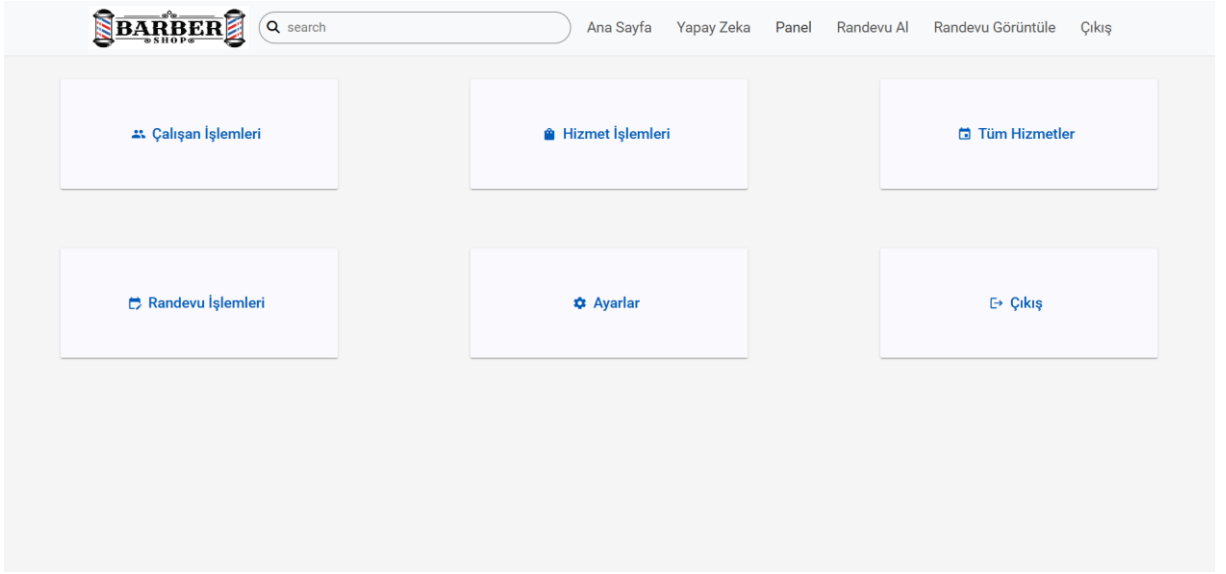 BARBER
SHOP
search
Ana Sayfa Yapay Zeka Panel Randevu Al Randevu Görüntüle Çıkış
Çalışan İşlemleri Hizmet İşlemleri Tüm Hizmetler
Randevu İşlemleri Ayarlar Çıkış